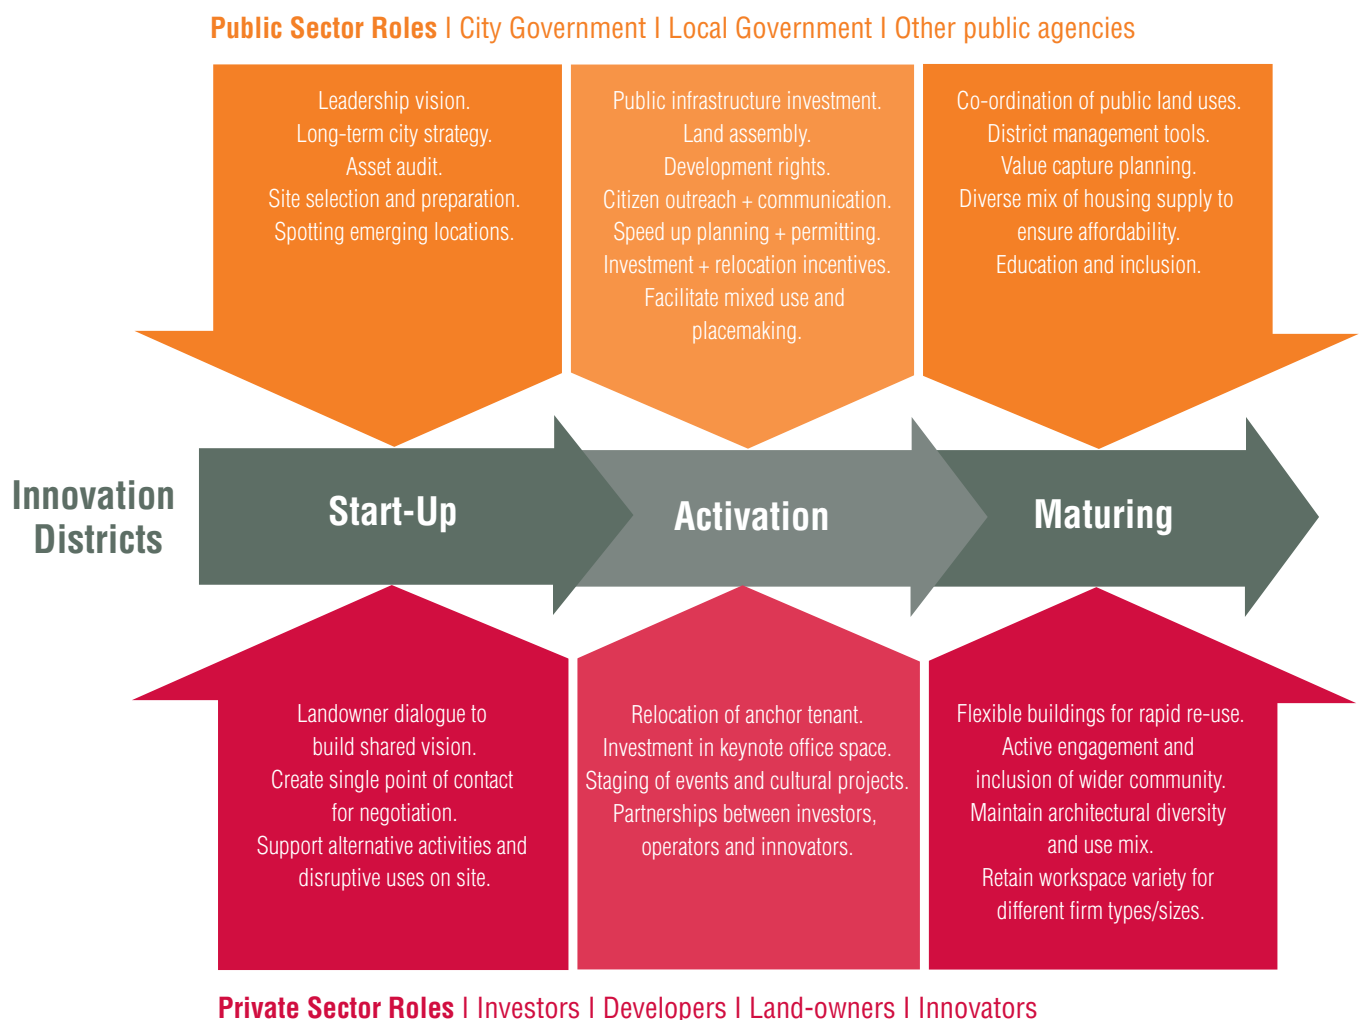 Public Sector Roles I City Government I Local Government I Other public agencies
Leadership vision.
Long-term city strategy.
Asset audit.
Site selection and preparation.
Spotting emerging locations.
Public infrastructure investment.
Land assembly.
Development rights.
Citizen outreach + communication.
Speed up planning + permitting.
Investment + relocation incentives.
Facilitate mixed use and
placemaking.
Co-ordination of public land uses.
District management tools.
Value capture planning.
Diverse mix of housing supply to
ensure affordability.
Education and inclusion.
Innovation
Districts
Start-Up
Activation
Maturing
Landowner dialogue to
build shared vision.
Create single point of contact
for negotiation.
Support alternative activities and
disruptive uses on site.
Relocation of anchor tenant.
Investment in keynote office space.
Staging of events and cultural projects.
Partnerships between investors,
operators and innovators.
Flexible buildings for rapid re-use.
Active engagement and
inclusion of wider community.
Maintain architectural diversity
and use mix.
Retain workspace variety for
different firm types/sizes.
Private Sector Roles I Investors I Developers I Land-owners I Innovators